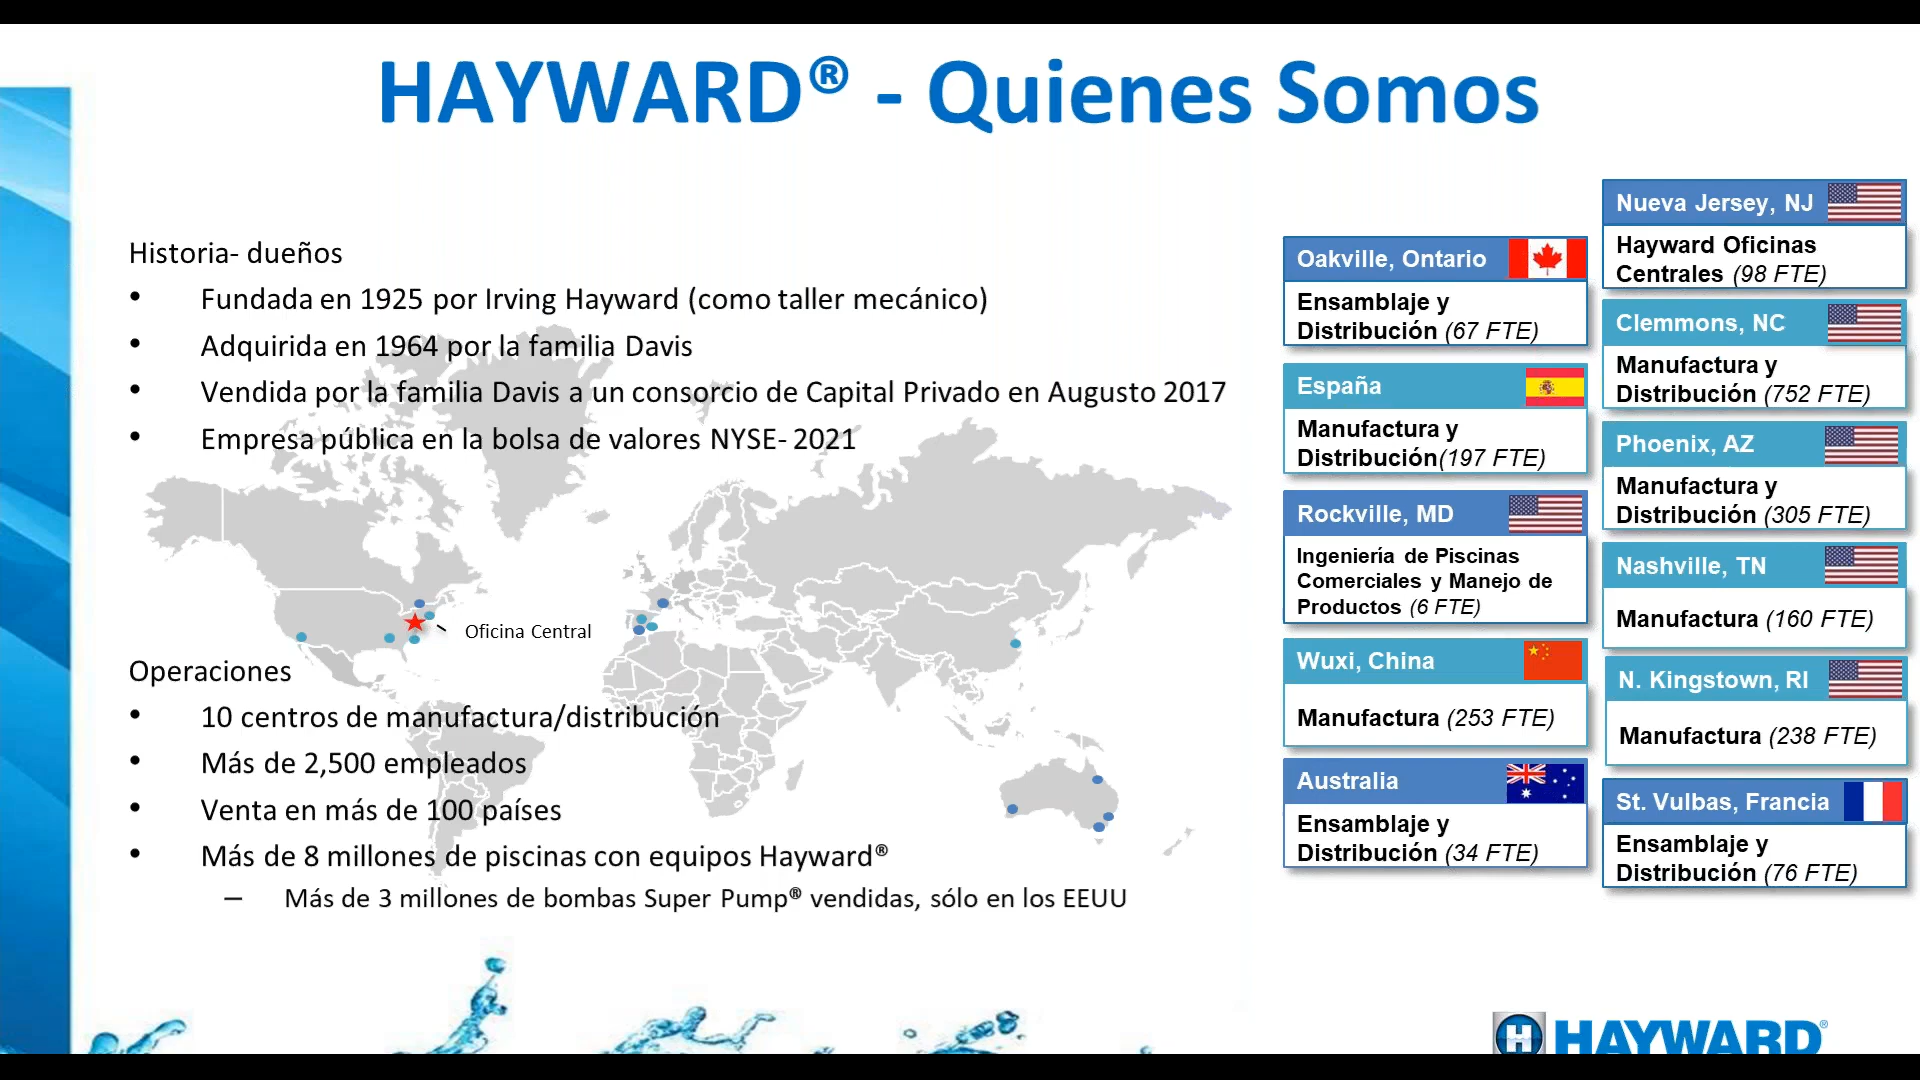 HAYWARD® - Quienes Somos
Historia- dueños
• Fundada en 1925 por Irving Hayward (como taller mecánico)
• Adquirida en 1964 por la familia Davis
• Vendida por la familia Davis a un consorcio de Capital Privado en Augusto 2017
• Empresa pública en la bolsa de valores NYSE- 2021
Oficina Central
Operaciones
• 10 centros de manufactura/distribución
• Más de 2,500 empleados
• Venta en más de 100 países
• Más de 8 millones de piscinas con equipos Hayward®
– Más de 3 millones de bombas Super Pump® vendidas, sólo en los EEUU
Oakville, Ontario
Ensamblaje y
Distribución (67 FTE)
España
Manufactura y
Distribución(197 FTE)
Rockville, MD
Ingeniería de Piscinas
Comerciales y Manejo de
Productos (6 FTE)
Wuxi, China
Manufactura (253 FTE)
Australia
Ensamblaje y
Distribución (34 FTE)
Nueva Jersey, NJ
Hayward Oficinas
Centrales (98 FTE)
Clemmons, NC
Manufactura y
Distribución (752 FTE)
Phoenix, AZ
Manufactura y
Distribución (305 FTE)
Nashville, TN
Manufactura (160 FTE)
N. Kingstown, RI
Manufactura (238 FTE)
St. Vulbas, Francia
Ensamblaje y
Distribución (76 FTE)
H HAYWARD®